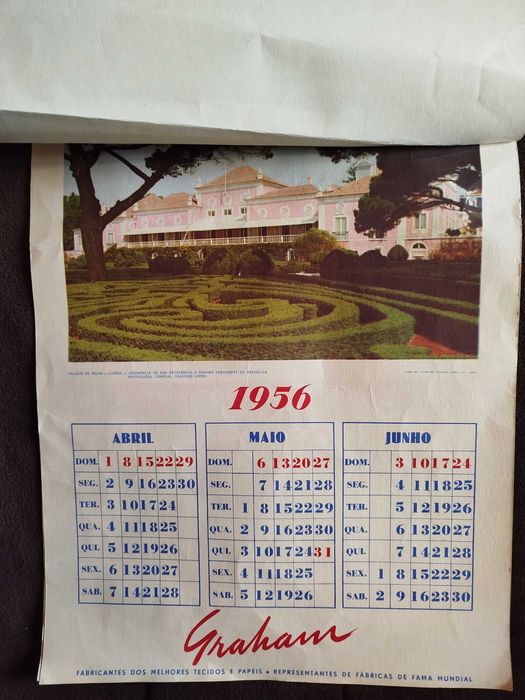 PALÁCIO DE BELÉM — LISBOA — RESIDÊNCIA DE SUA EXCELÊNCIA O SENHOR PRESIDENTE DA REPÚBLICA
PORTUGUESA, GENERAL CRAVEIRO LOPES.
1956
ABRIL
DOM. 1 8 15 22 29
SEG. 2 9 16 23 30
TER. 3 10 17 24
QUA. 4 11 18 25
QUI. 5 12 19 26
SEX. 6 13 20 27
SAB. 7 14 21 28
MAIO
DOM. 6 13 20 27
SEG. 7 14 21 28
TER. 1 8 15 22 29
QUA. 2 9 16 23 30
QUI. 3 10 17 24 31
SEX. 4 11 18 25
SAB. 5 12 19 26
JUNHO
DOM. 3 10 17 24
SEG. 4 11 18 25
TER. 5 12 19 26
QUA. 6 13 20 27
QUI. 7 14 21 28
SEX. 1 8 15 22 29
SAB. 2 9 16 23 30
Graham
FABRICANTES DOS MELHORES TECIDOS E PAPÉIS • REPRESENTANTES DE FÁBRICAS DE FAMA MUNDIAL